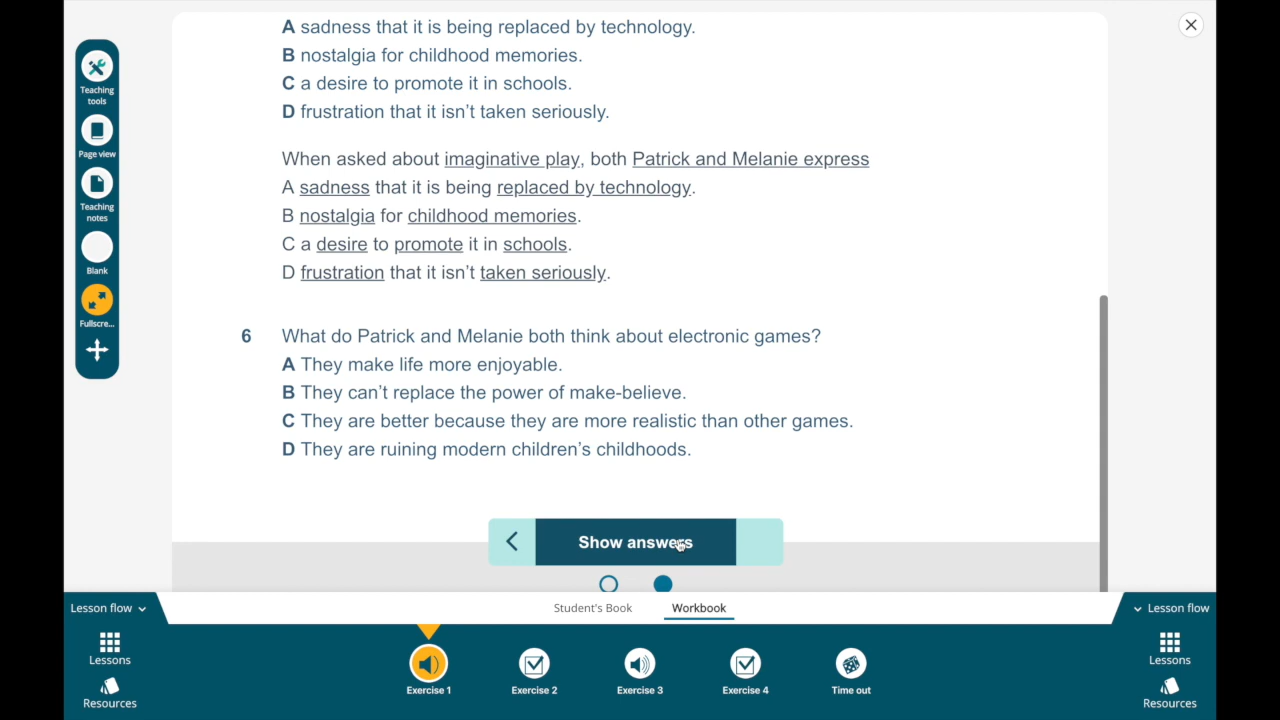 A sadness that it is being replaced by technology.
B nostalgia for childhood memories.
C a desire to promote it in schools.
D frustration that it isn't taken seriously.
When asked about imaginative play, both Patrick and Melanie express
A sadness that it is being replaced by technology.
B nostalgia for childhood memories.
C a desire to promote it in schools.
D frustration that it isn't taken seriously.
6 What do Patrick and Melanie both think about electronic games?
A They make life more enjoyable.
B They can't replace the power of make-believe.
C They are better because they are more realistic than other games.
D They are ruining modern children's childhoods.
Show answers
Teaching
tools
Page view
Teaching
notes
Blank
Fullscre...
Lesson flow
Student's Book
Workbook
Lesson flow
Lessons
Resources
Exercise 1
Exercise 2
Exercise 3
Exercise 4
Time out
Lessons
Resources